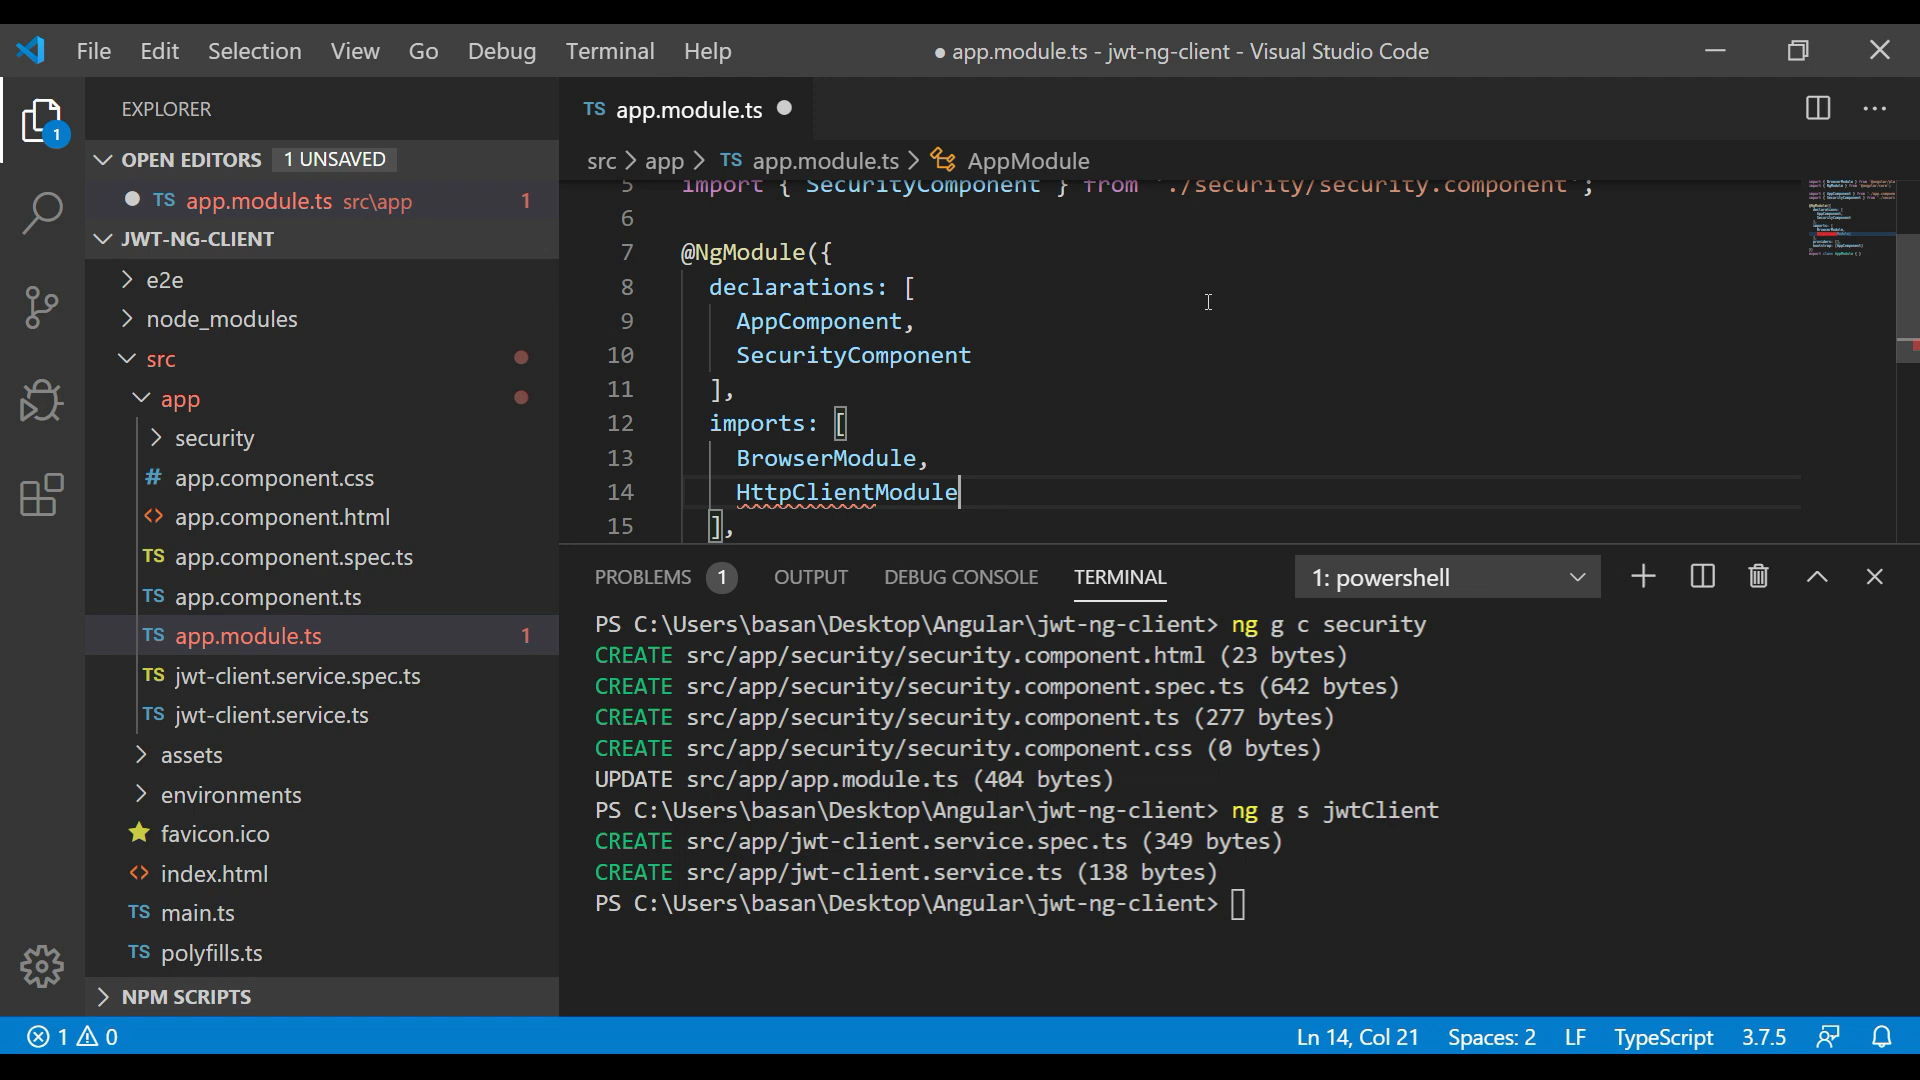 File Edit Selection View Go Debug Terminal Help
● app.module.ts - jwt-ng-client - Visual Studio Code
EXPLORER
OPEN EDITORS 1 UNSAVED
TS app.module.ts src\app 1
JWT-NG-CLIENT
e2e
node_modules
src
app
security
# app.component.css
<> app.component.html
TS app.component.spec.ts
TS app.component.ts
TS app.module.ts 1
TS jwt-client.service.spec.ts
TS jwt-client.service.ts
assets
environments
favicon.ico
<> index.html
TS main.ts
TS polyfills.ts
NPM SCRIPTS
1
TS app.module.ts
src > app > TS app.module.ts > AppModule
5 import { SecurityComponent } from './security/security.component';
6
7 @NgModule({
8 declarations: [
9 AppComponent,
10 SecurityComponent
11 ],
12 imports: [
13 BrowserModule,
14 HttpClientModule
15 ],
PROBLEMS 1 OUTPUT DEBUG CONSOLE TERMINAL 1: powershell
PS C:\Users\basan\Desktop\Angular\jwt-ng-client> ng g c security
CREATE src/app/security/security.component.html (23 bytes)
CREATE src/app/security/security.component.spec.ts (642 bytes)
CREATE src/app/security/security.component.ts (277 bytes)
CREATE src/app/security/security.component.css (0 bytes)
UPDATE src/app/app.module.ts (404 bytes)
PS C:\Users\basan\Desktop\Angular\jwt-ng-client> ng g s jwtClient
CREATE src/app/jwt-client.service.spec.ts (349 bytes)
CREATE src/app/jwt-client.service.ts (138 bytes)
PS C:\Users\basan\Desktop\Angular\jwt-ng-client>
1 0
Ln 14, Col 21 Spaces: 2 LF TypeScript 3.7.5